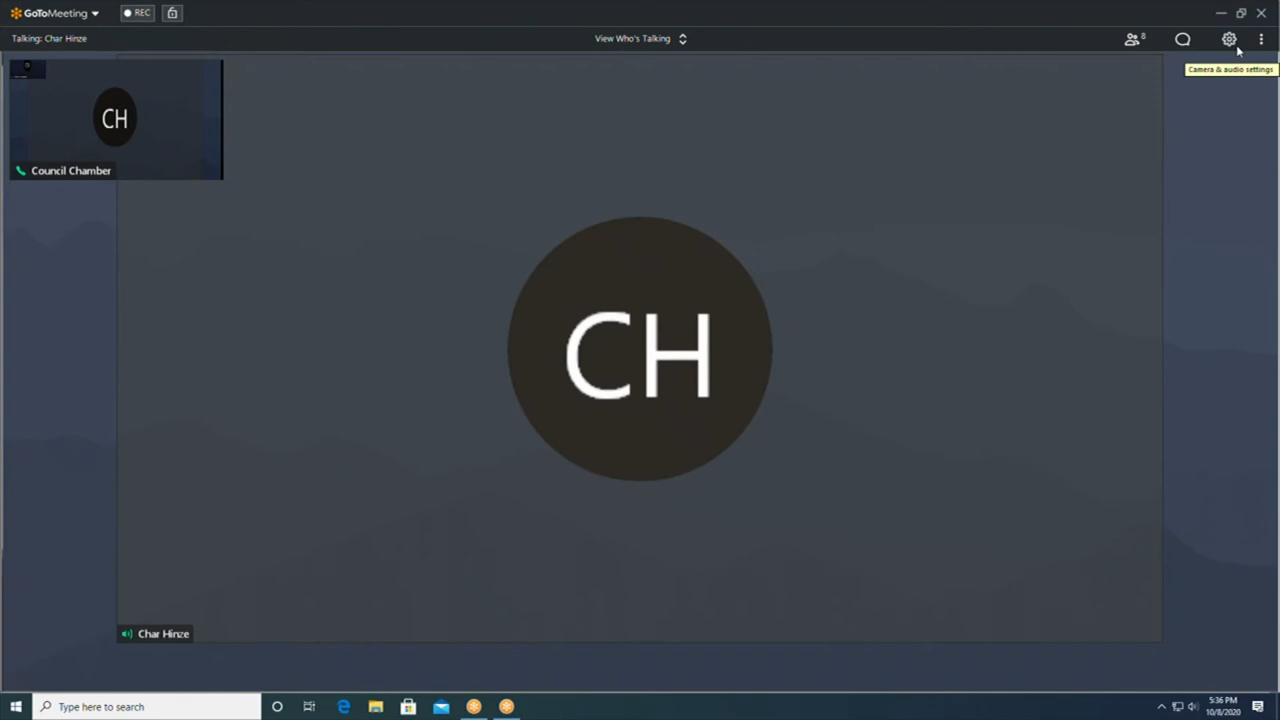 GoToMeeting
REC
Talking: Char Hinze
View Who's Talking
8
Camera & audio settings
CH
Council Chamber
CH
Char Hinze
Type here to search
5:36 PM
10/8/2020